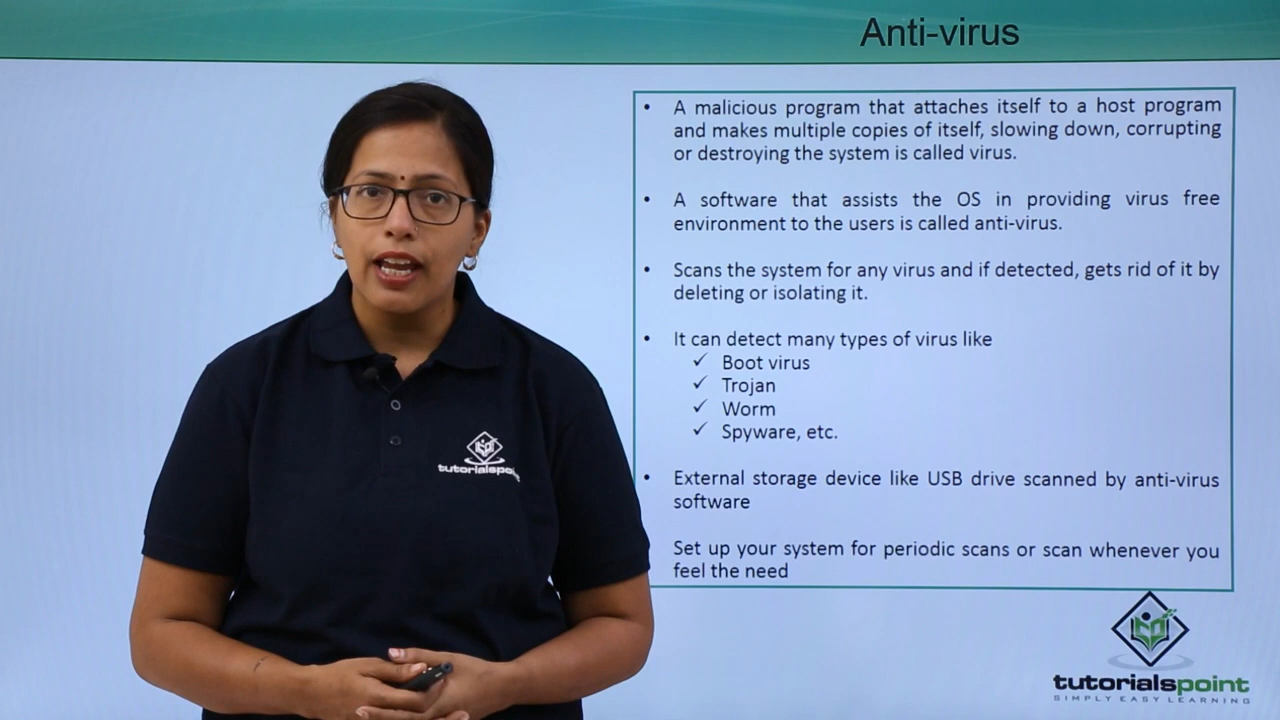 Anti-virus
• A malicious program that attaches itself to a host program
and makes multiple copies of itself, slowing down, corrupting
or destroying the system is called virus.
• A software that assists the OS in providing virus free
environment to the users is called anti-virus.
• Scans the system for any virus and if detected, gets rid of it by
deleting or isolating it.
• It can detect many types of virus like
✓ Boot virus
✓ Trojan
✓ Worm
✓ Spyware, etc.
• External storage device like USB drive scanned by anti-virus
software
Set up your system for periodic scans or scan whenever you
feel the need
tutorialspoint
tutorialspoint
SIMPLY EASY LEARNING